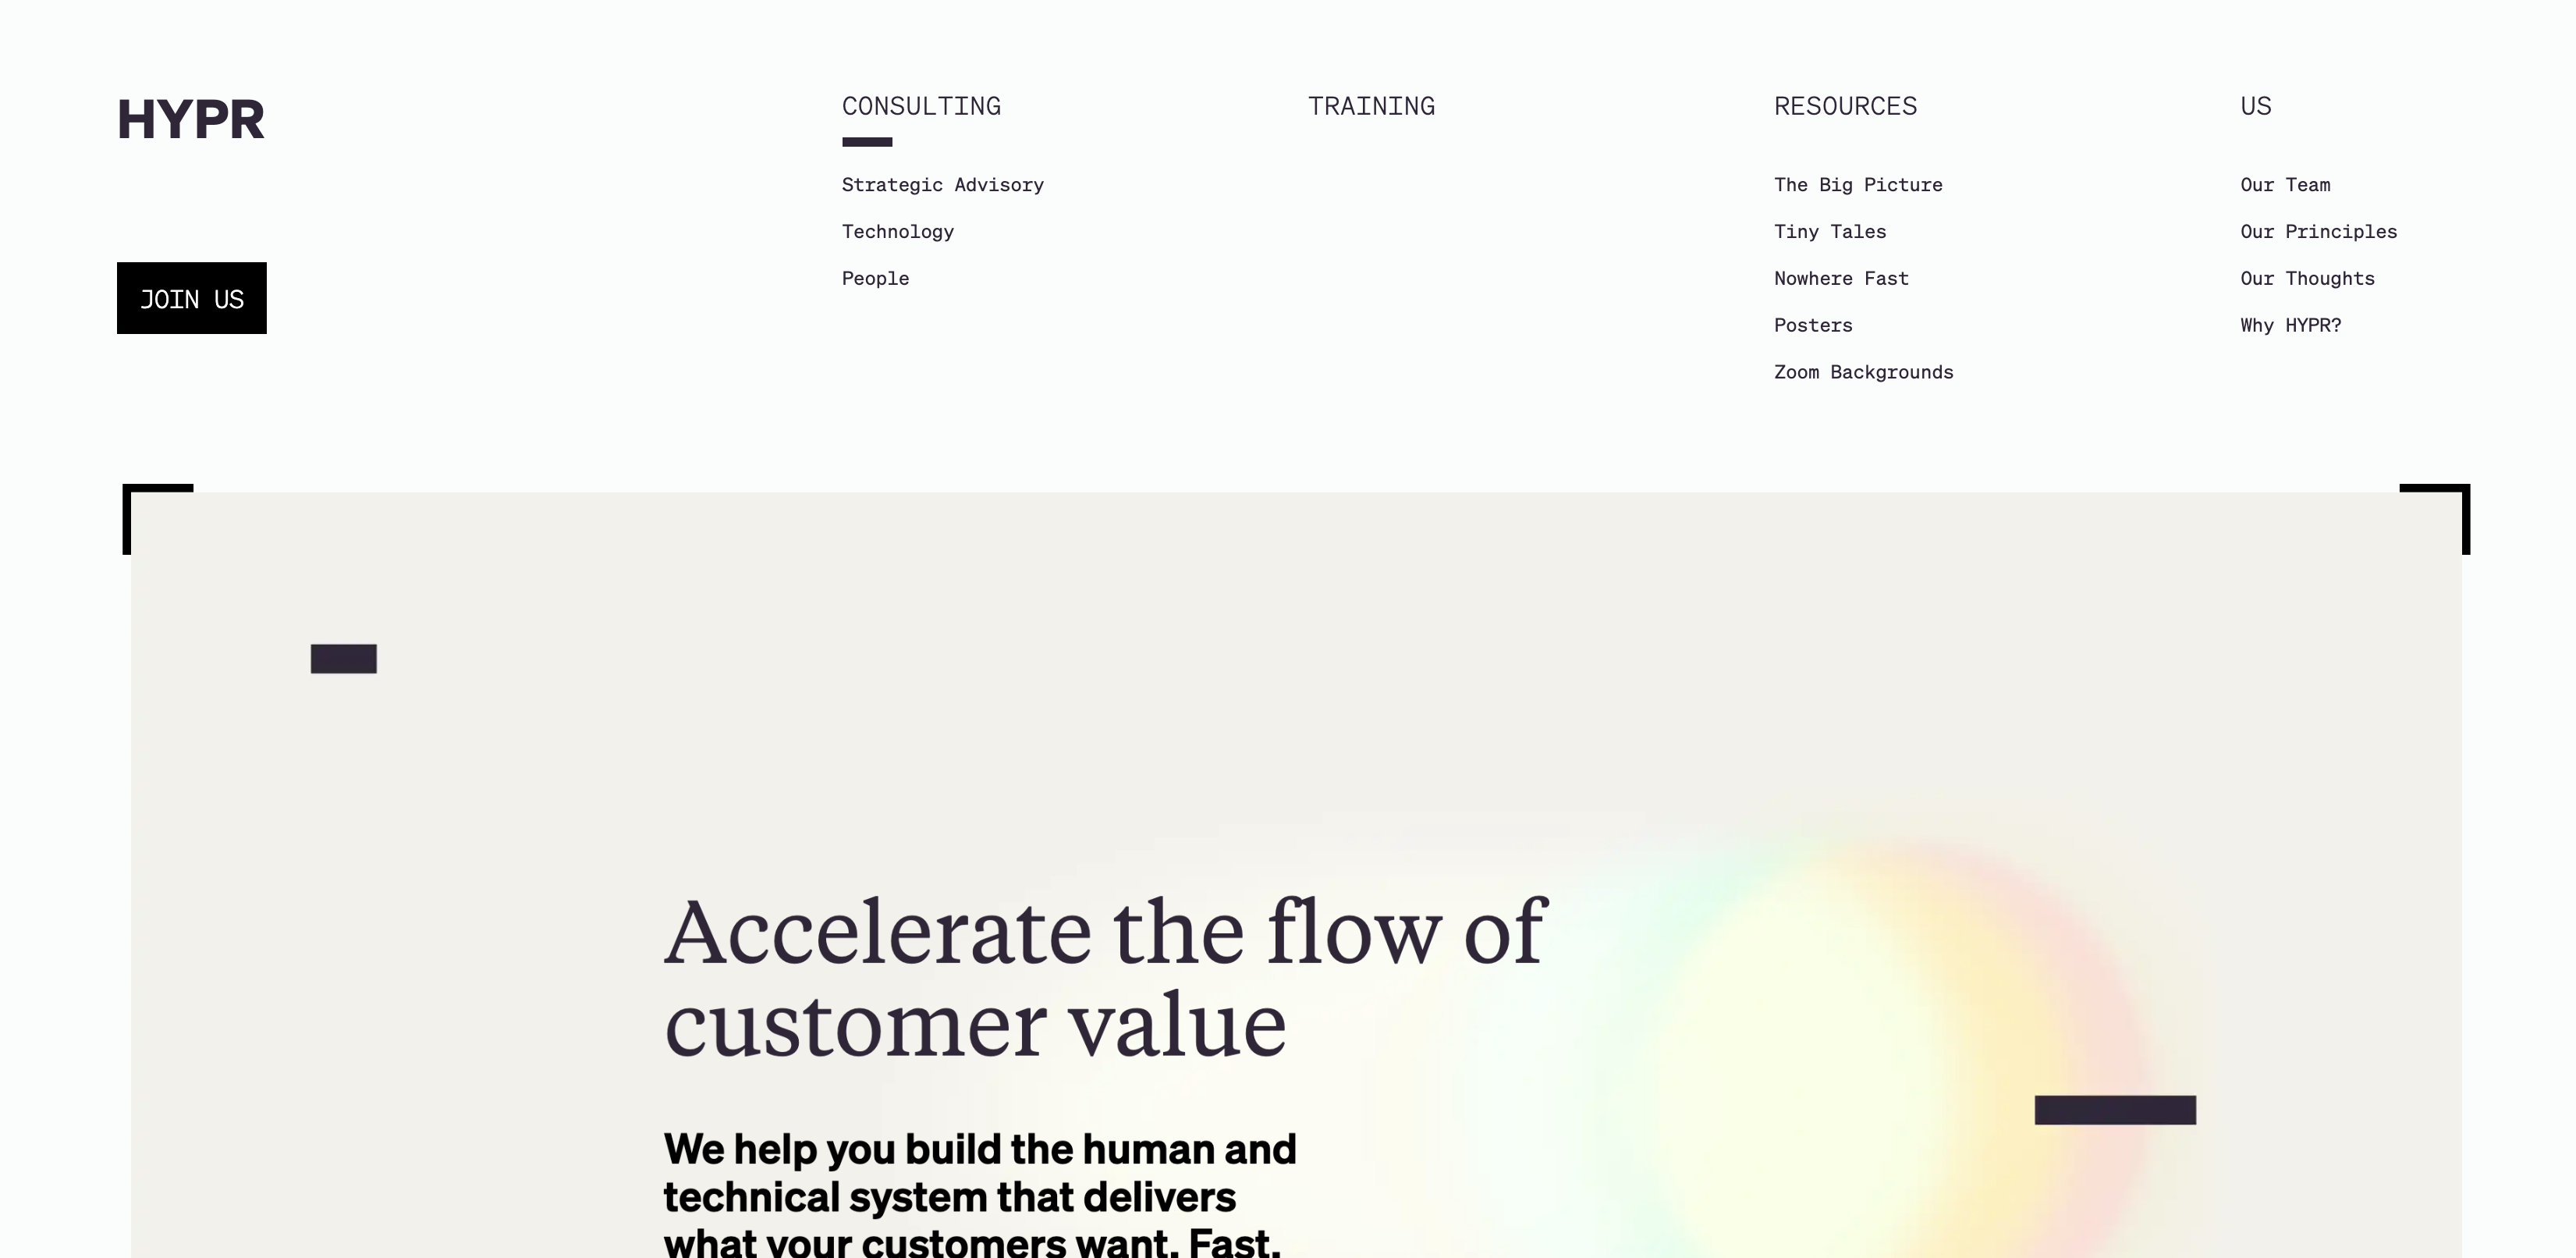 HYPR
JOIN US
CONSULTING
Strategic Advisory
Technology
People
TRAINING
RESOURCES
The Big Picture
Tiny Tales
Nowhere Fast
Posters
Zoom Backgrounds
US
Our Team
Our Principles
Our Thoughts
Why HYPR?
Accelerate the flow of
customer value
We help you build the human and
technical system that delivers
what your customers want. Fast.